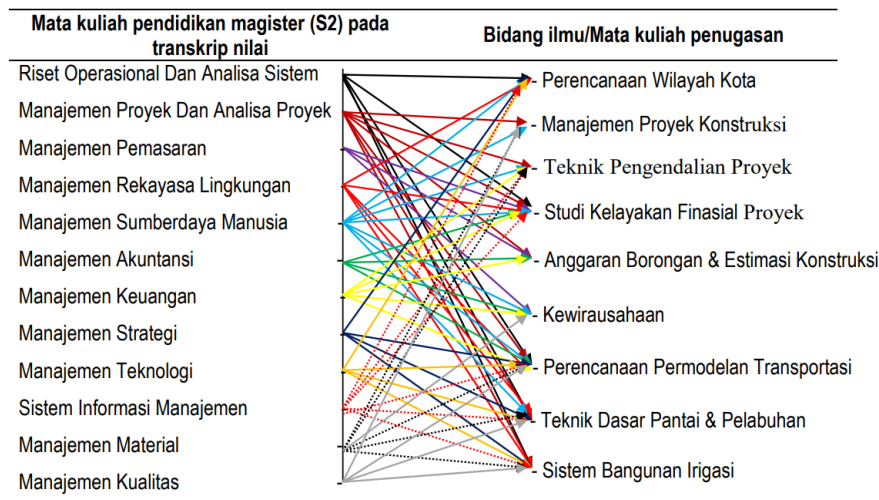 Mata kuliah pendidikan magister (S2) pada
transkrip nilai
Bidang ilmu/Mata kuliah penugasan
Riset Operasional Dan Analisa Sistem
Manajemen Proyek Dan Analisa Proyek
Manajemen Pemasaran
Manajemen Rekayasa Lingkungan
Manajemen Sumberdaya Manusia
Manajemen Akuntansi
Manajemen Keuangan
Manajemen Strategi
Manajemen Teknologi
Sistem Informasi Manajemen
Manajemen Material
Manajemen Kualitas
- Perencanaan Wilayah Kota
- Manajemen Proyek Konstruksi
- Teknik Pengendalian Proyek
- Studi Kelayakan Finasial Proyek
- Anggaran Borongan & Estimasi Konstruksi
- Kewirausahaan
- Perencanaan Permodelan Transportasi
- Teknik Dasar Pantai & Pelabuhan
- Sistem Bangunan Irigasi